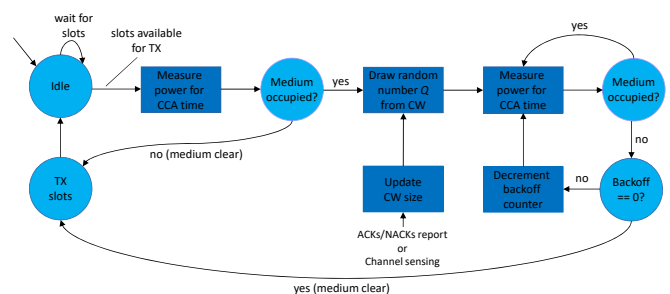 wait for
slots
slots available
for TX
yes
Idle
Measure
power for
CCA time
Medium
occupied?
yes
Draw random
number Q
from CW
Measure
power for
CCA time
Medium
occupied?
no (medium clear)
no
TX
slots
Update
CW size
Decrement
backoff
counter
no
Backoff
== 0?
ACKs/NACKs report
or
Channel sensing
yes (medium clear)